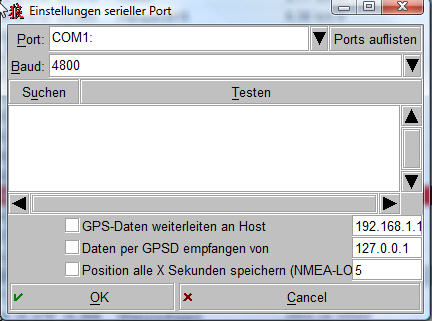 Einstellungen serieller Port
Port: COM1: Ports auflisten
Baud: 4800
Suchen Testen
GPS-Daten weiterleiten an Host 192.168.1.1
Daten per GPSD empfangen von 127.0.0.1
Position alle X Sekunden speichern (NMEA-LO 5
OK Cancel